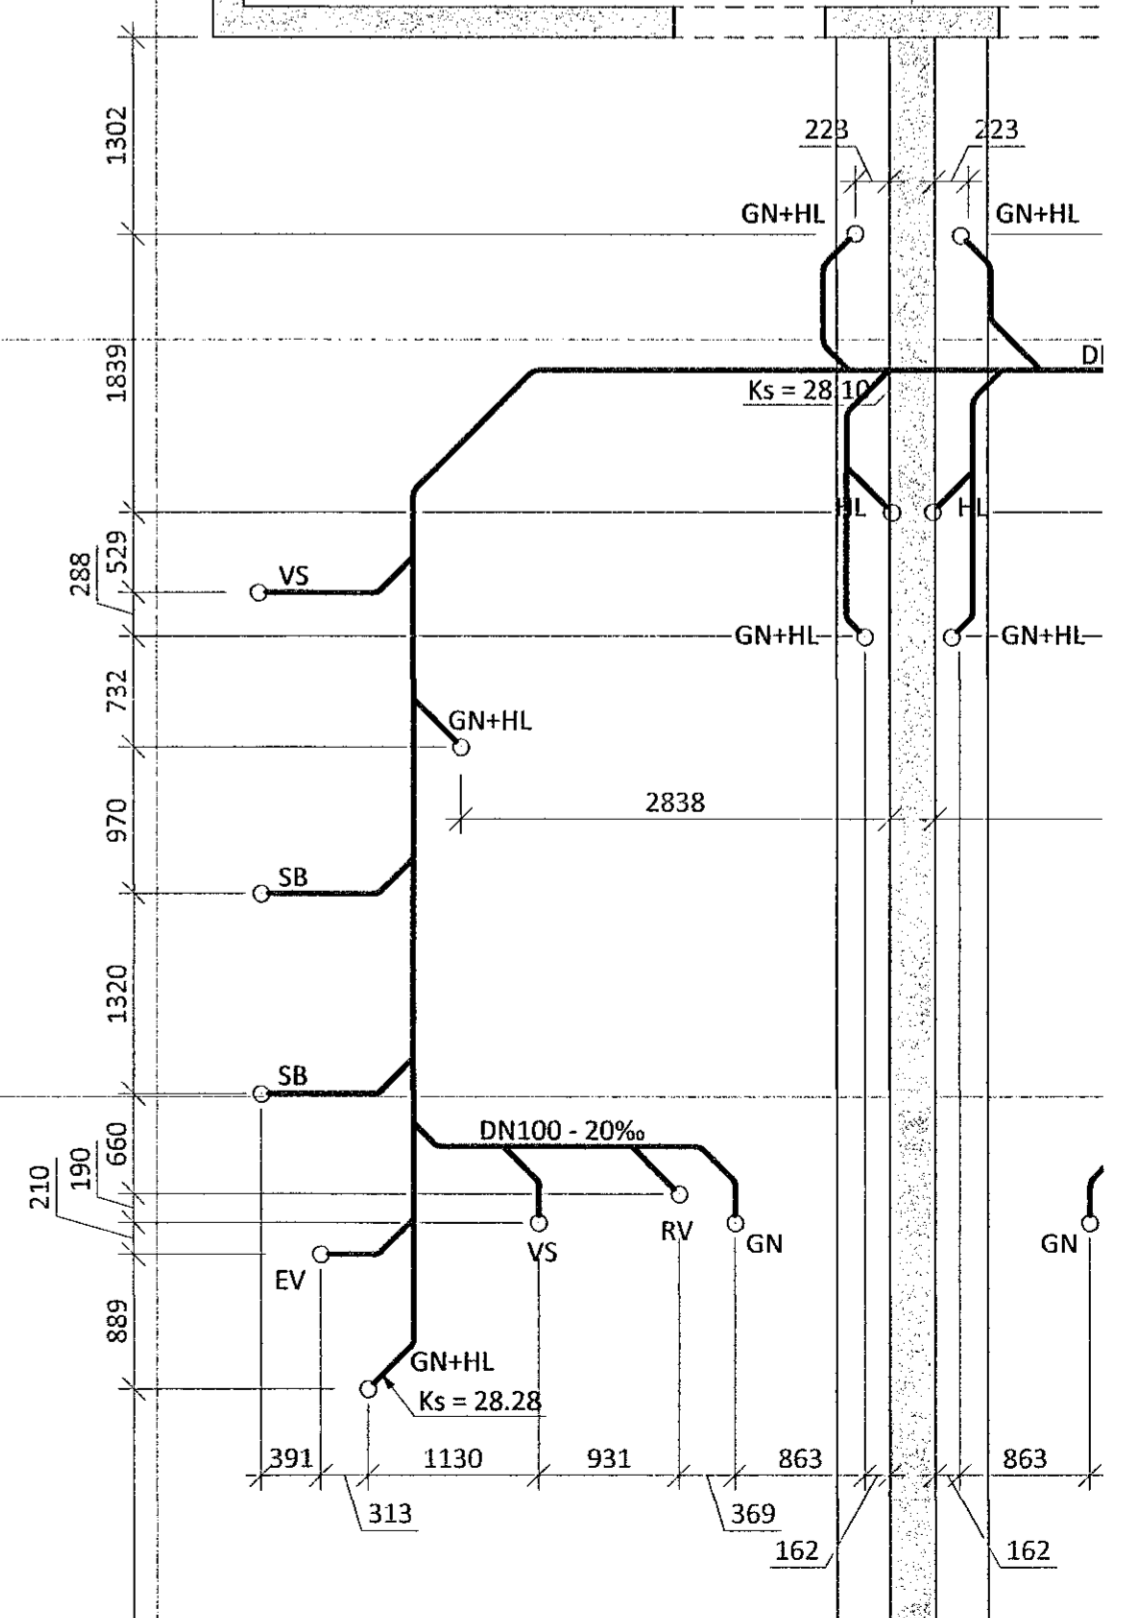 1302
223
223
GN+HL
GN+HL
1839
Ks = 28.10
HL
HL
529
288
VS
GN+HL
GN+HL
732
GN+HL
2838
970
SB
1320
SB
DN100 - 20‰
660
190
210
RV
GN
GN
VS
EV
889
GN+HL
Ks = 28.28
391
1130
931
863
863
313
369
162
162